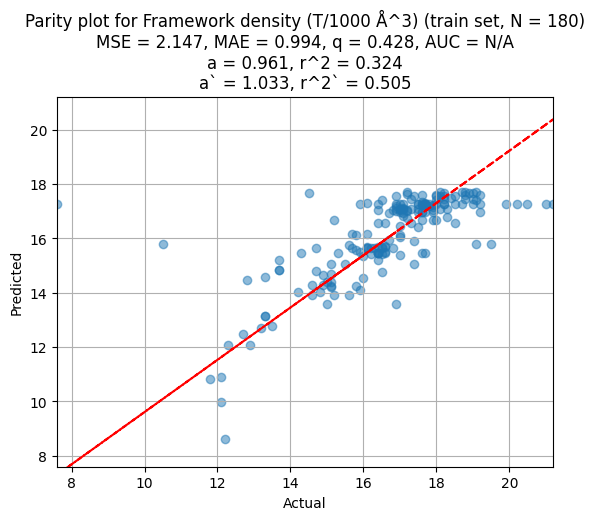 Parity plot for Framework density (T/1000 Å^3) (train set, N = 180)
MSE = 2.147, MAE = 0.994, q = 0.428, AUC = N/A
a = 0.961, r^2 = 0.324
a` = 1.033, r^2` = 0.505
20
18
16
14
12
10
8
Predicted
8
10
12
14
16
18
20
Actual